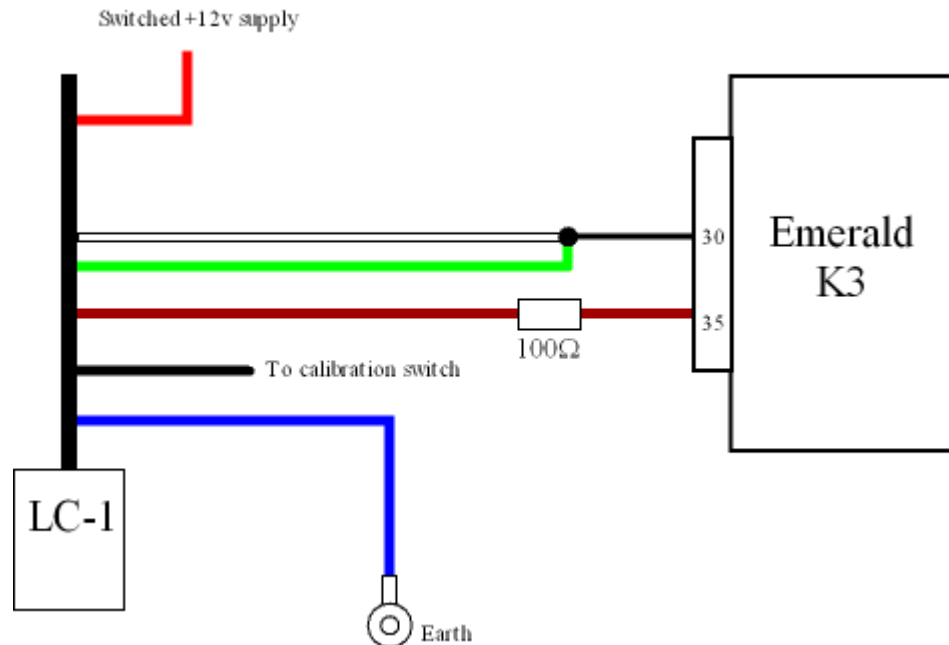 Switched +12v supply
30
Emerald
K3
35
100Ω
To calibration switch
LC-1
Earth